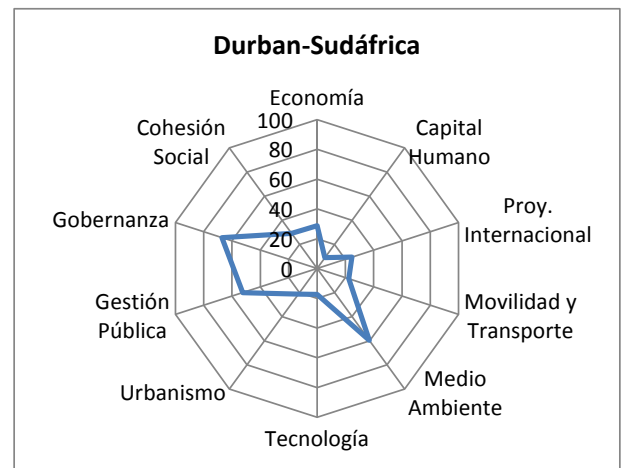 Durban-Sudáfrica
Economía
Capital
Humano
Proy.
Internacional
Movilidad y
Transporte
Medio
Ambiente
Tecnología
Urbanismo
Gestión
Pública
Gobernanza
Cohesión
Social
100
80
60
40
20
0